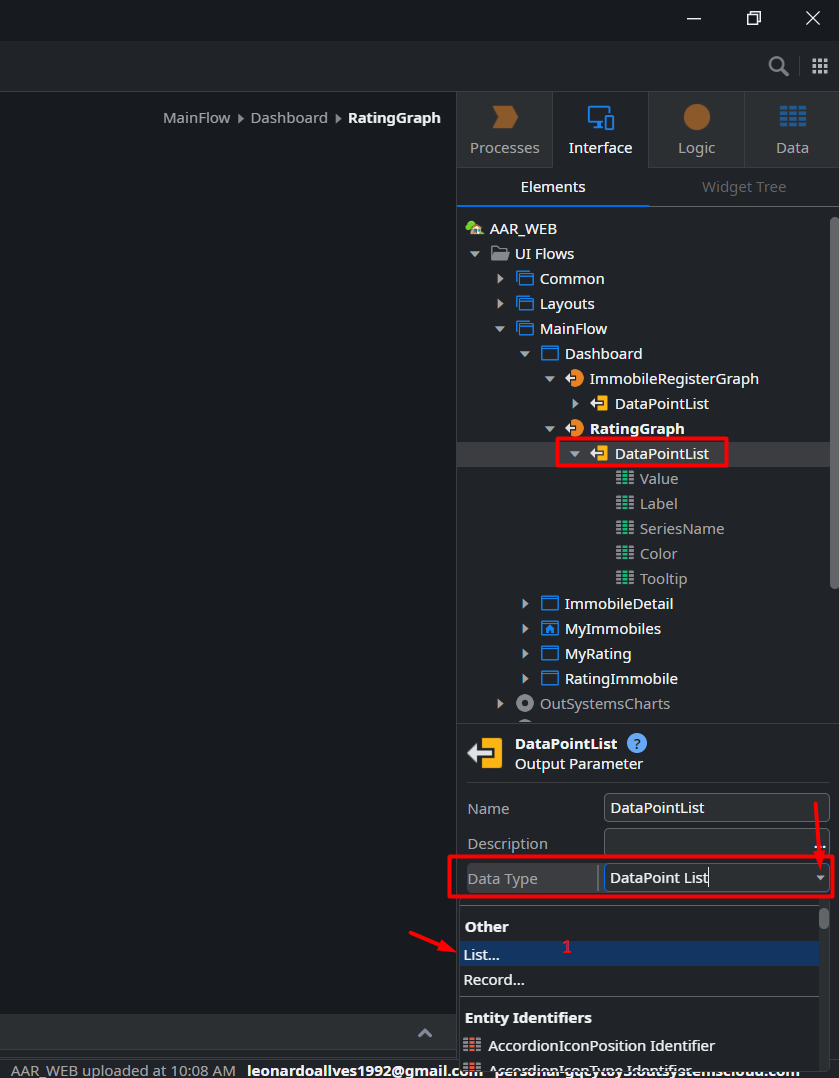 MainFlow ▸ Dashboard ▸ RatingGraph
Processes
Interface
Logic
Data
Elements
Widget Tree
AAR_WEB
UI Flows
Common
Layouts
MainFlow
Dashboard
ImmobileRegisterGraph
DataPointList
RatingGraph
DataPointList
Value
Label
SeriesName
Color
Tooltip
ImmobileDetail
MyImmobiles
MyRating
RatingImmobile
OutSystemsCharts
DataPointList ?
Output Parameter
Name DataPointList
Description ...
Data Type DataPoint List
Other
List... 1
Record...
Entity Identifiers
AccordionIconPosition Identifier
AccordionIconType Identifier
AAR_WEB uploaded at 10:08 AM leonardoallves1992@gmail.com